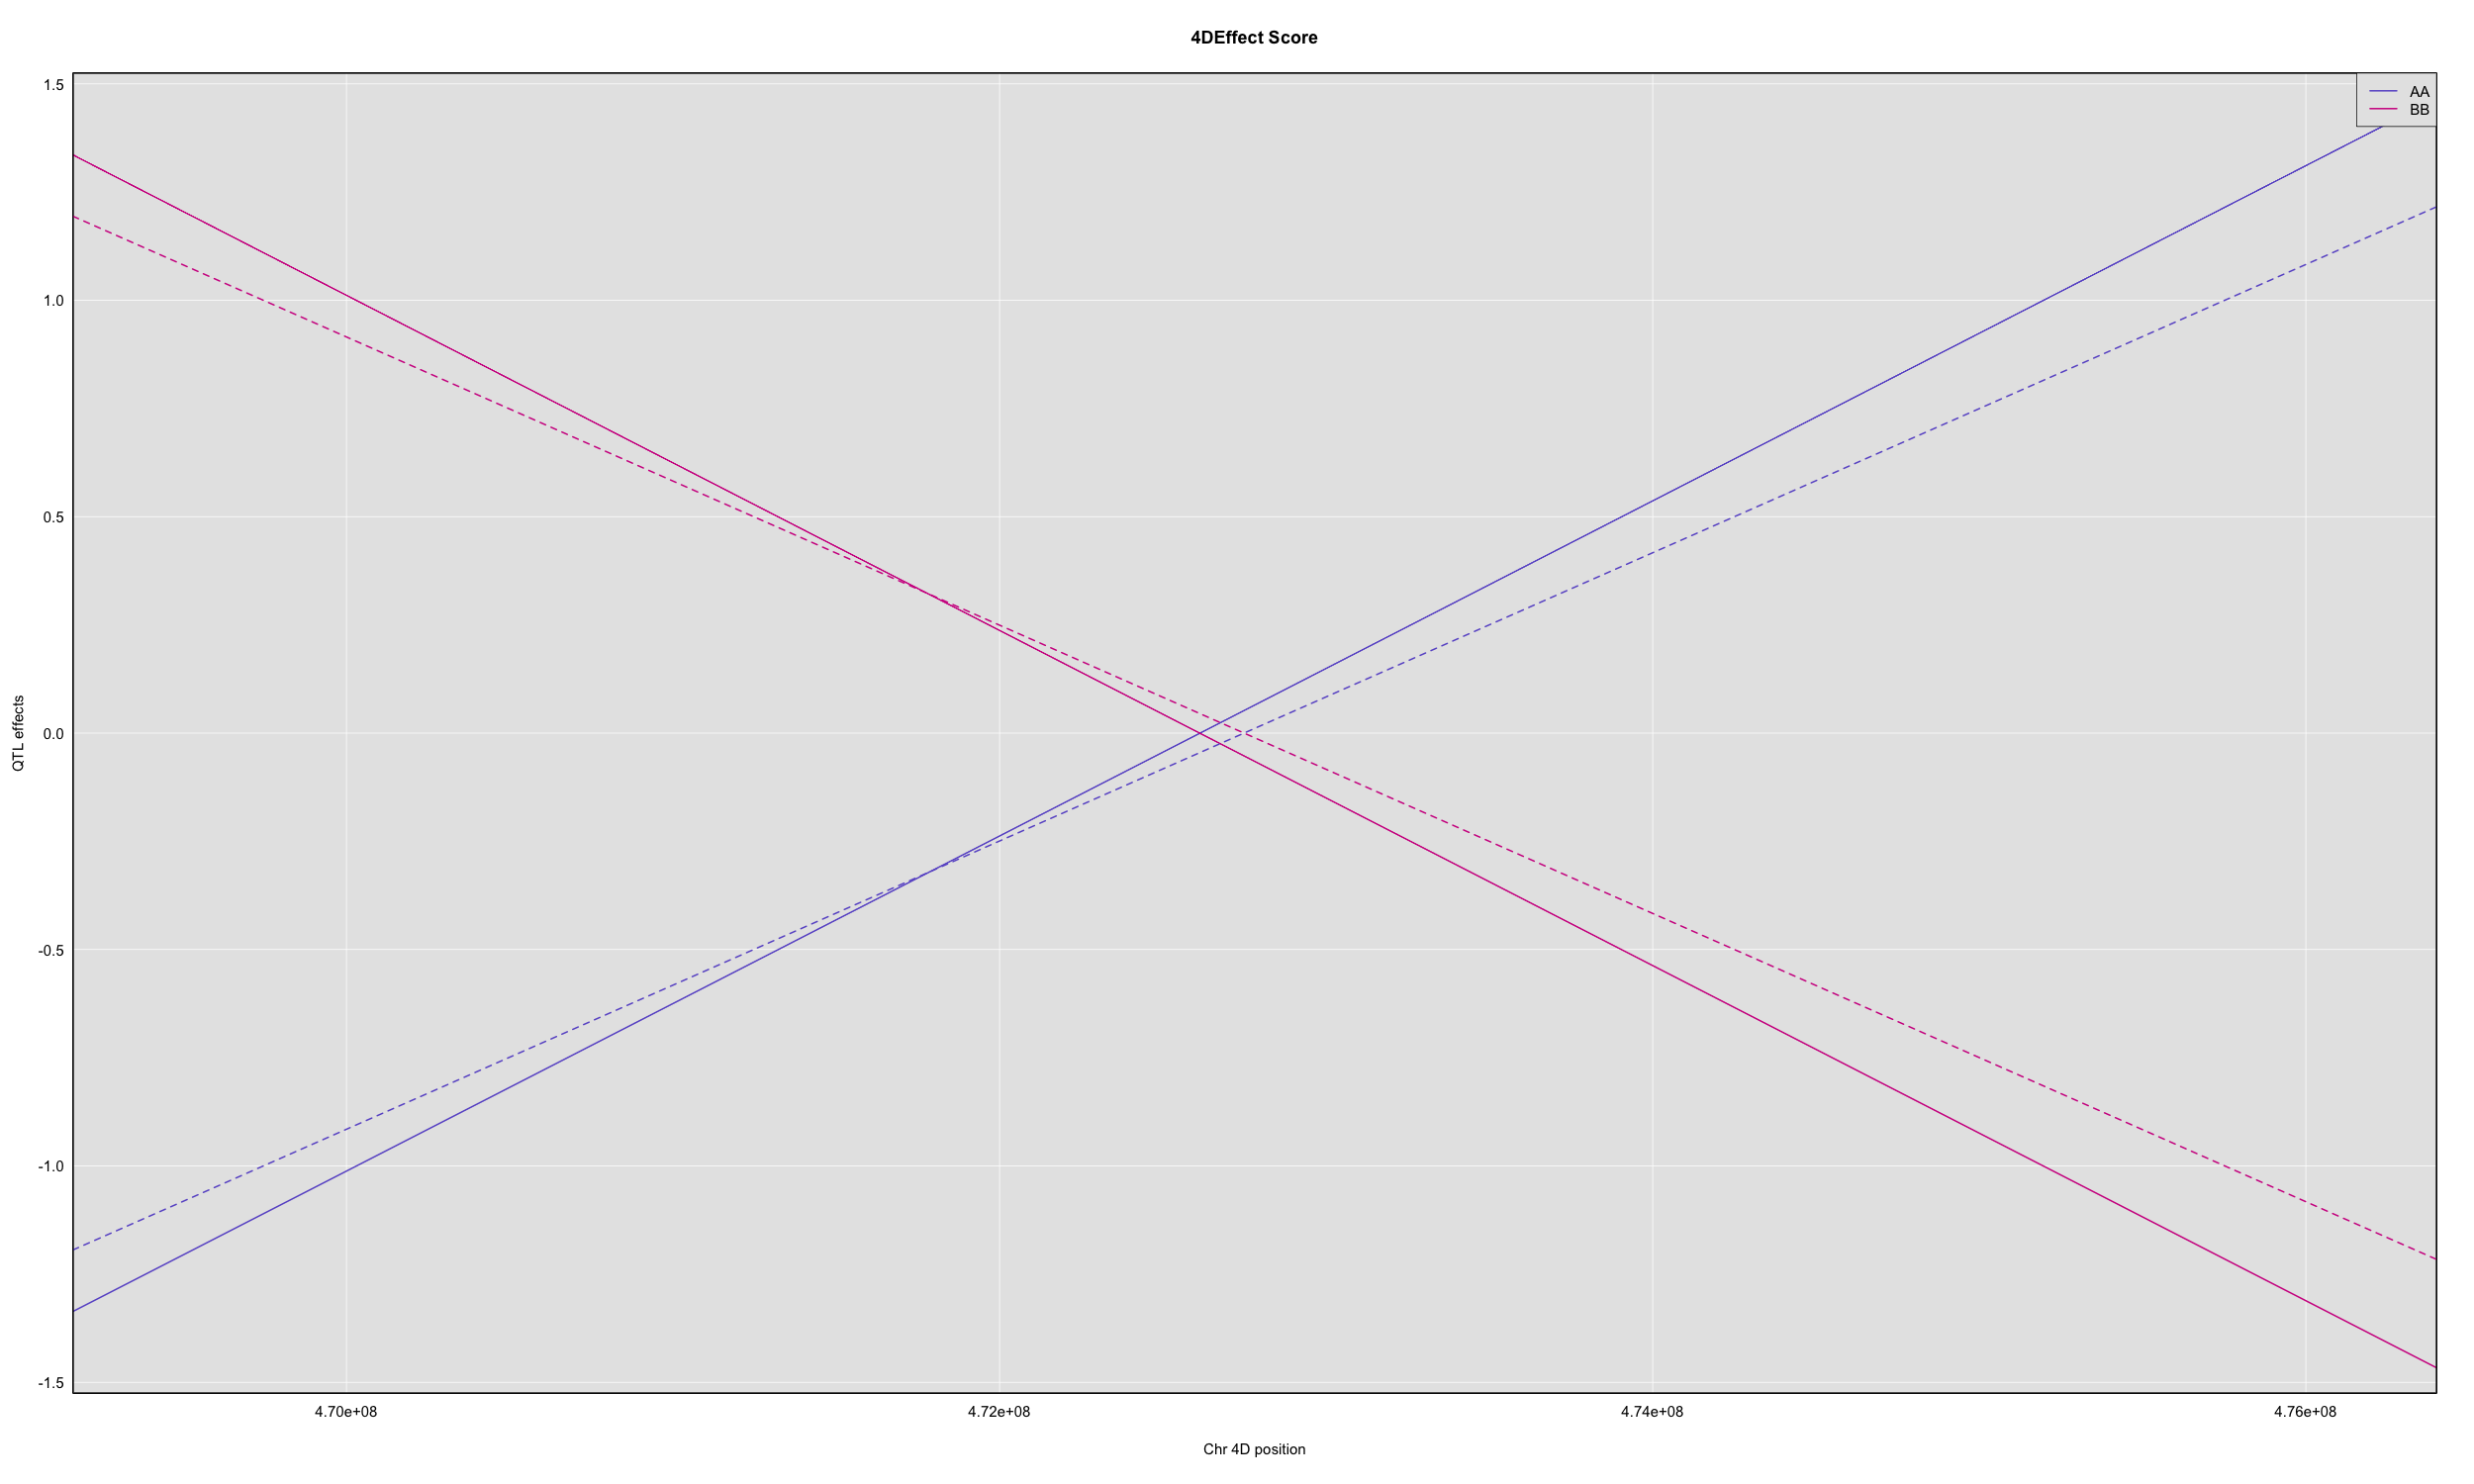 4DEffect Score
AA
BB
1.5
1.0
0.5
0.0
-0.5
-1.0
-1.5
QTL effects
4.70e+08
4.72e+08
4.74e+08
4.76e+08
Chr 4D position